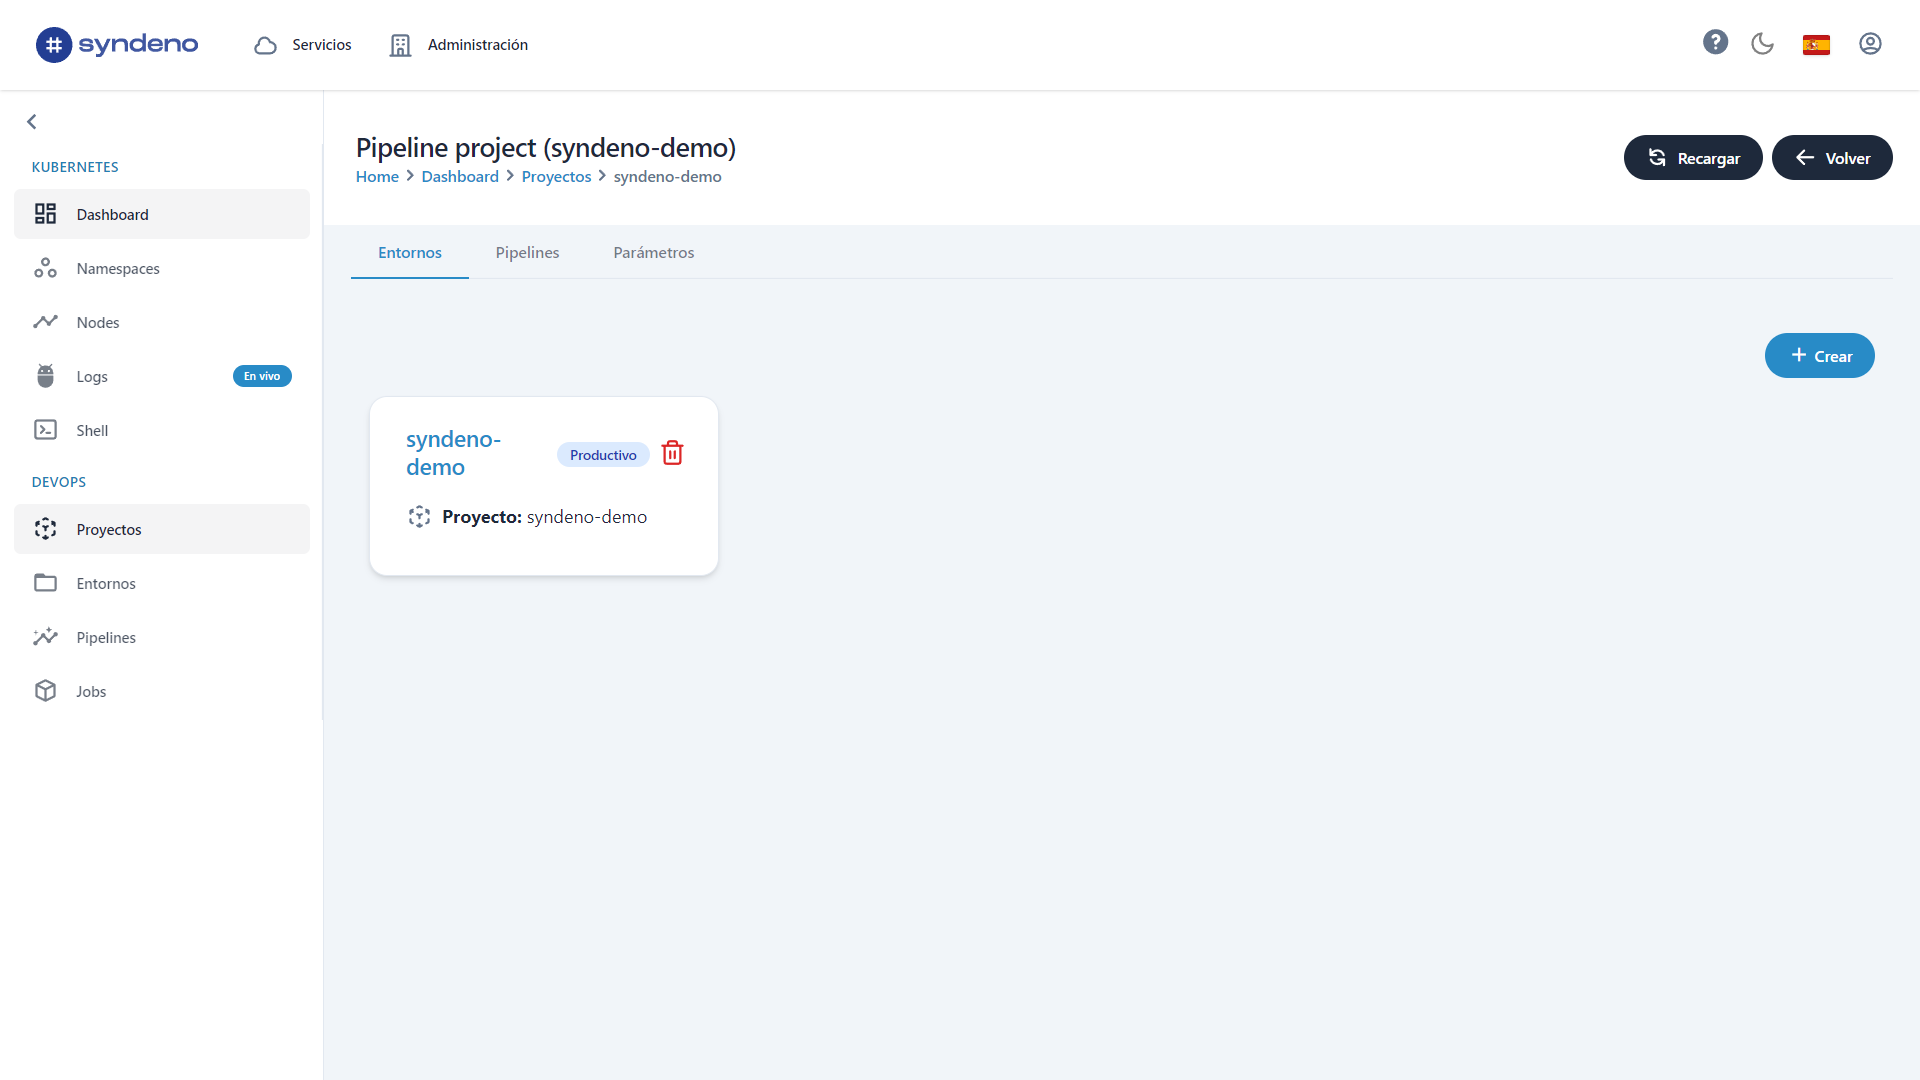 syndeno
Servicios
Administración
KUBERNETES
Dashboard
Namespaces
Nodes
Logs
En vivo
Shell
DEVOPS
Proyectos
Entornos
Pipelines
Jobs
Pipeline project (syndeno-demo)
Home > Dashboard > Proyectos > syndeno-demo
Recargar
Volver
Entornos
Pipelines
Parámetros
+ Crear
syndeno-
demo
Productivo
Proyecto: syndeno-demo